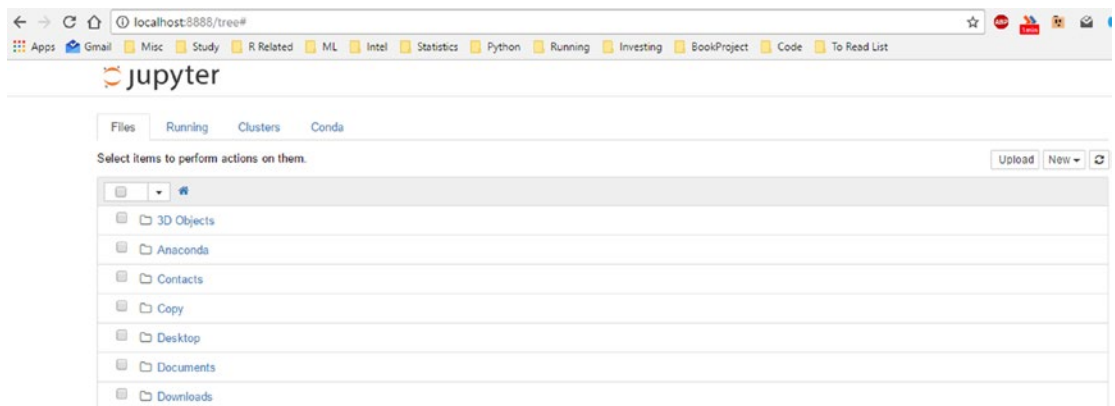 localhost:8888/tree#
ABP
Apps Gmail Misc Study R Related ML Intel Statistics Python Running Investing BookProject Code To Read List
jupyter
Files Running Clusters Conda
Select items to perform actions on them. Upload New
3D Objects
Anaconda
Contacts
Copy
Desktop
Documents
Downloads